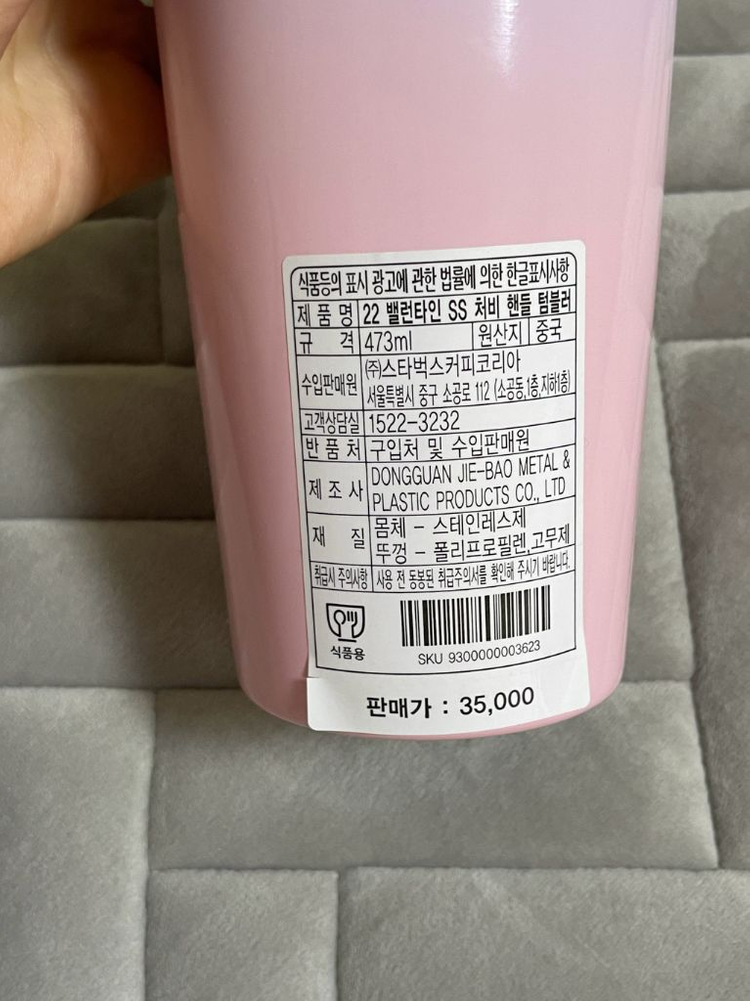 식품등의 표시 광고에 관한 법률에 의한 한글표시사항
제 품 명 22 밸런타인 SS 처비 핸들 텀블러
규 격 473ml 원산지 중국
수입판매원 ㈜스타벅스커피코리아
서울특별시 중구 소공로 112 (소공동,1층,지하1층)
고객상담실 1522-3232
반 품 처 구입처 및 수입판매원
제 조 사 DONGGUAN JIE-BAO METAL &
PLASTIC PRODUCTS CO., LTD
재 질 몸체 - 스테인레스제
뚜껑 - 폴리프로필렌,고무제
취급시 주의사항 사용 전 동봉된 취급주의서를 확인해 주시기 바랍니다.
식품용
SKU 9300000003623
판매가 : 35,000